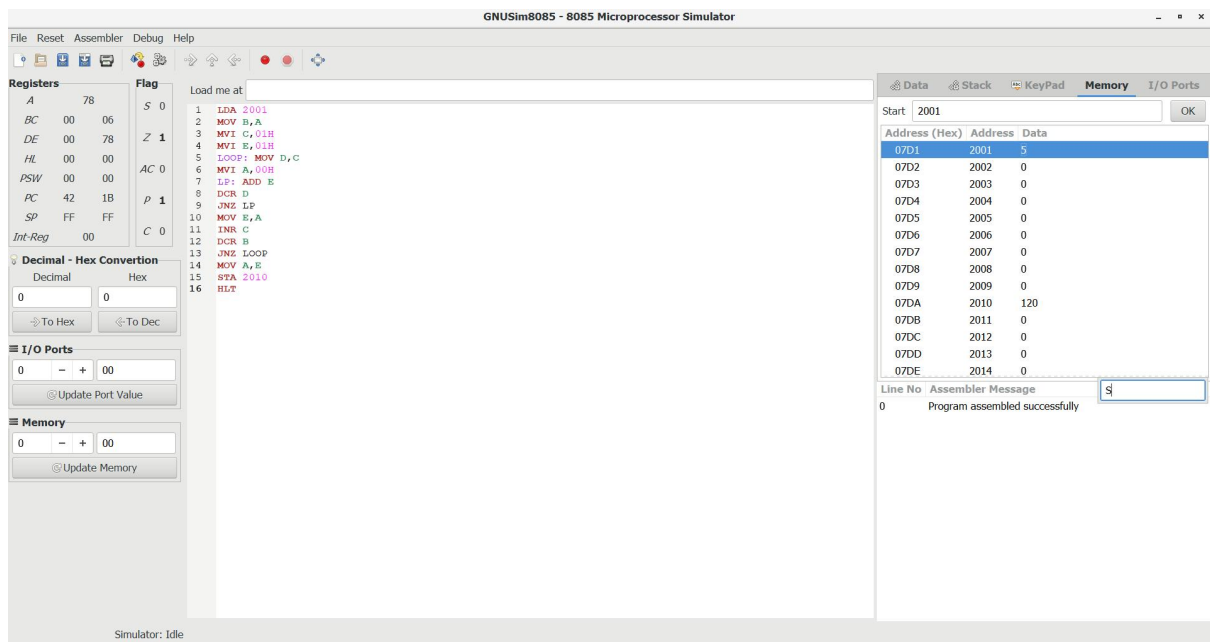 GNUSim8085 - 8085 Microprocessor Simulator
File Reset Assembler Debug Help
Registers
A 78
BC 00 06
DE 00 78
HL 00 00
PSW 00 00
PC 42 1B
SP FF FF
Int-Reg 00
Flag
S 0
Z 1
AC 0
P 1
C 0
Decimal - Hex Convertion
Decimal Hex
0 0
To Hex To Dec
I/O Ports
0 - + 00
Update Port Value
Memory
0 - + 00
Update Memory
Load me at
1 LDA 2001
2 MOV B,A
3 MVI C,01H
4 MVI E,01H
5 LOOP: MOV D,C
6 MVI A,00H
7 LP: ADD E
8 DCR D
9 JNZ LP
10 MOV E,A
11 INR C
12 DCR B
13 JNZ LOOP
14 MOV A,E
15 STA 2010
16 HLT
Data Stack KeyPad Memory I/O Ports
Start 2001 OK
Address (Hex) Address Data
07D1 2001 5
07D2 2002 0
07D3 2003 0
07D4 2004 0
07D5 2005 0
07D6 2006 0
07D7 2007 0
07D8 2008 0
07D9 2009 0
07DA 2010 120
07DB 2011 0
07DC 2012 0
07DD 2013 0
07DE 2014 0
Line No Assembler Message
S
0 Program assembled successfully
Simulator: Idle